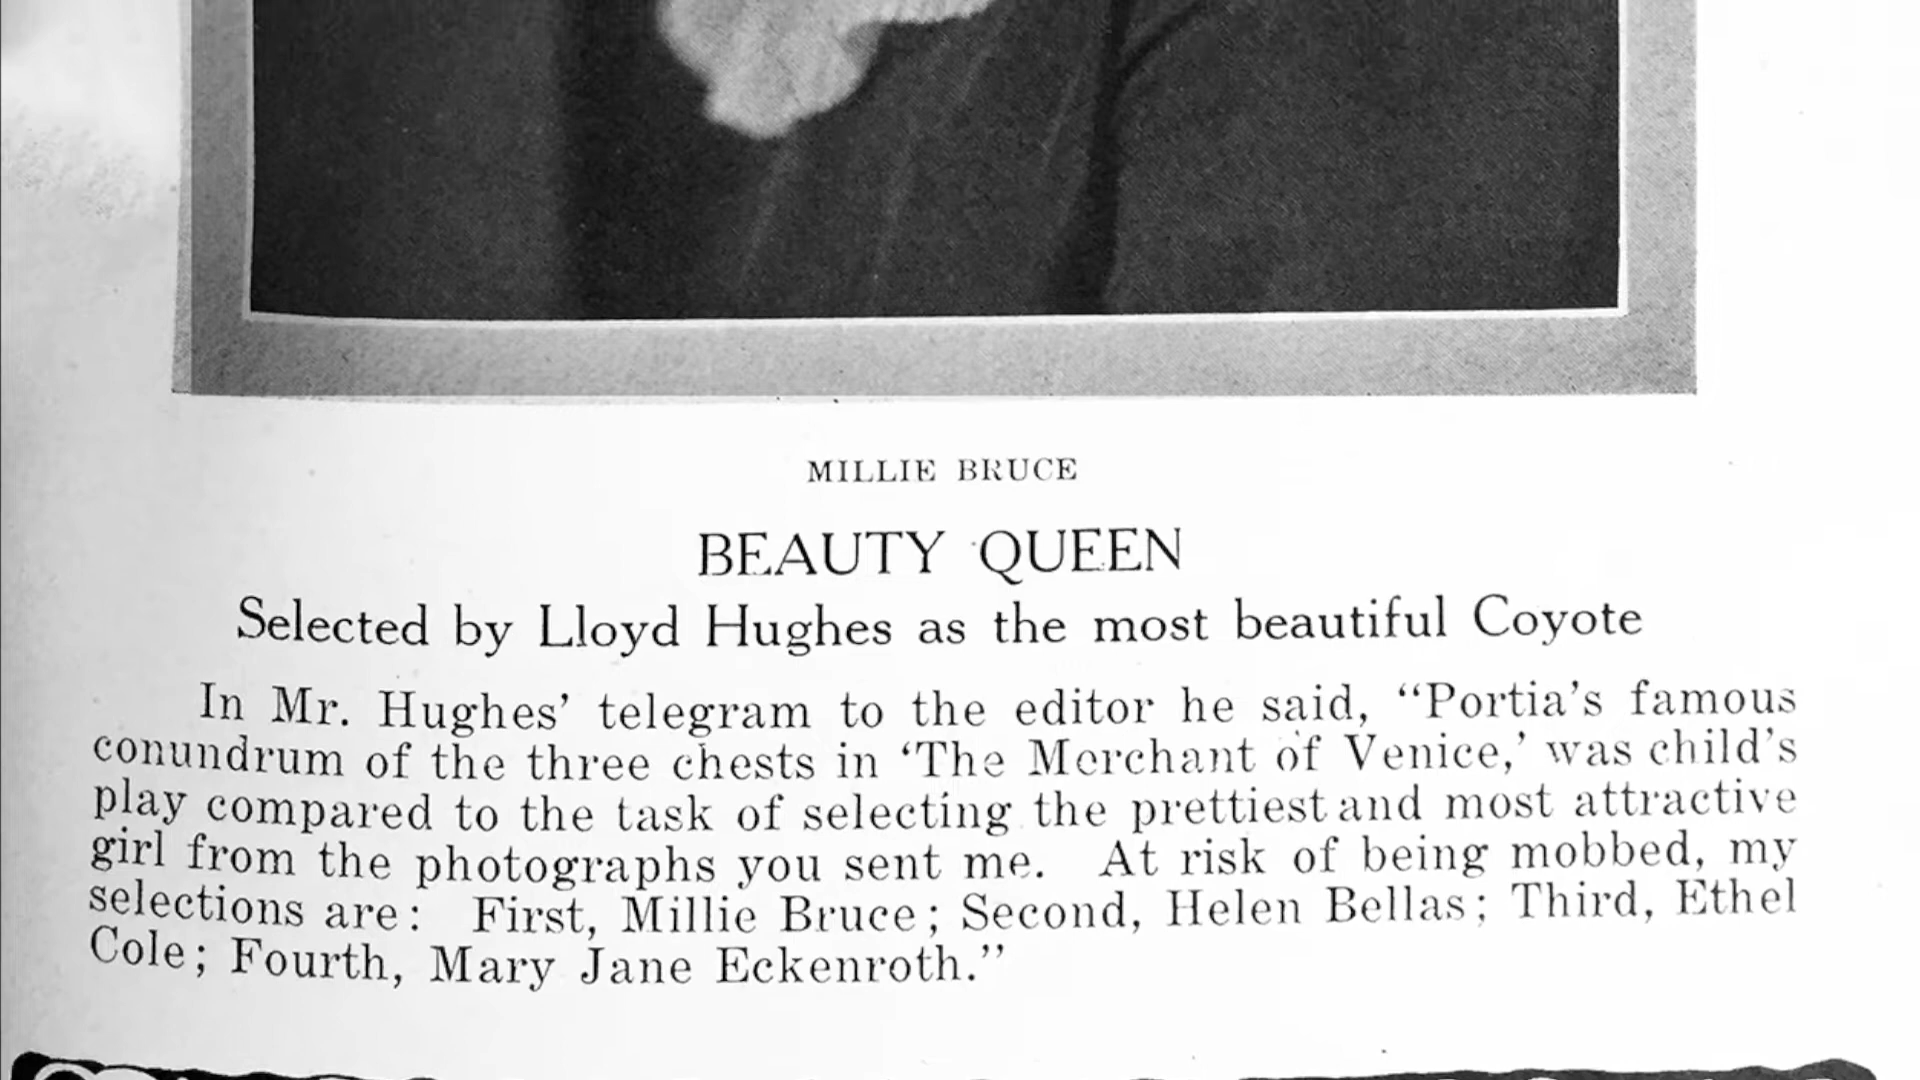 MILLIE BRUCE
BEAUTY QUEEN
Selected by Lloyd Hughes as the most beautiful Coyote
In Mr. Hughes’ telegram to the editor he said, “Portia’s famous
conundrum of the three chests in ‘The Merchant of Venice,’ was child’s
play compared to the task of selecting the prettiest and most attractive
girl from the photographs you sent me. At risk of being mobbed, my
selections are: First, Millie Bruce; Second, Helen Bellas; Third, Ethel
Cole; Fourth, Mary Jane Eckenroth.”